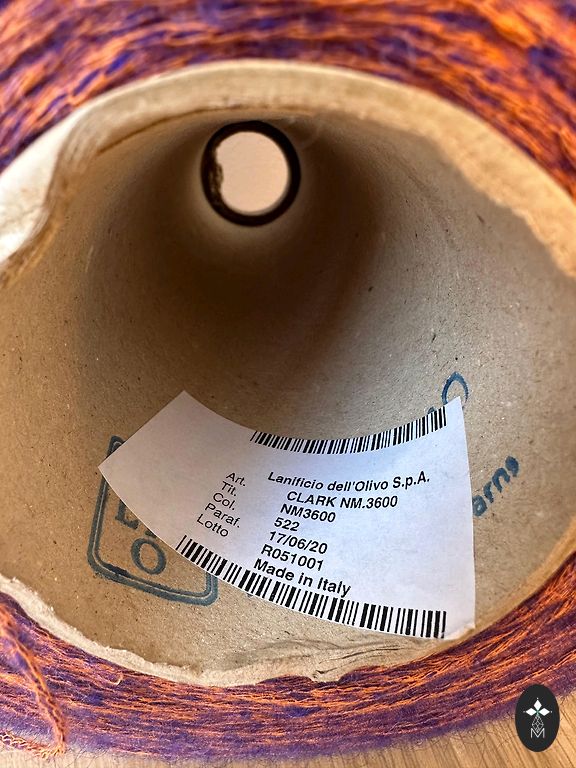 Lanificio dell'Olivo S.p.A.
Art. CLARK NM.3600
Tit. NM3600
Col. 522
Paraf. 17/06/20
Lotto R051001
Made in Italy
O
arns
O
M